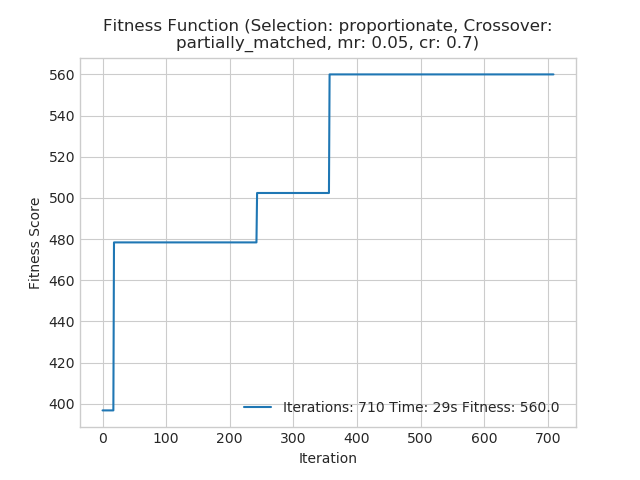 Fitness Function (Selection: proportionate, Crossover:
partially_matched, mr: 0.05, cr: 0.7)
560
540
520
500
480
460
440
420
400
Fitness Score
Iterations: 710 Time: 29s Fitness: 560.0
0 100 200 300 400 500 600 700
Iteration